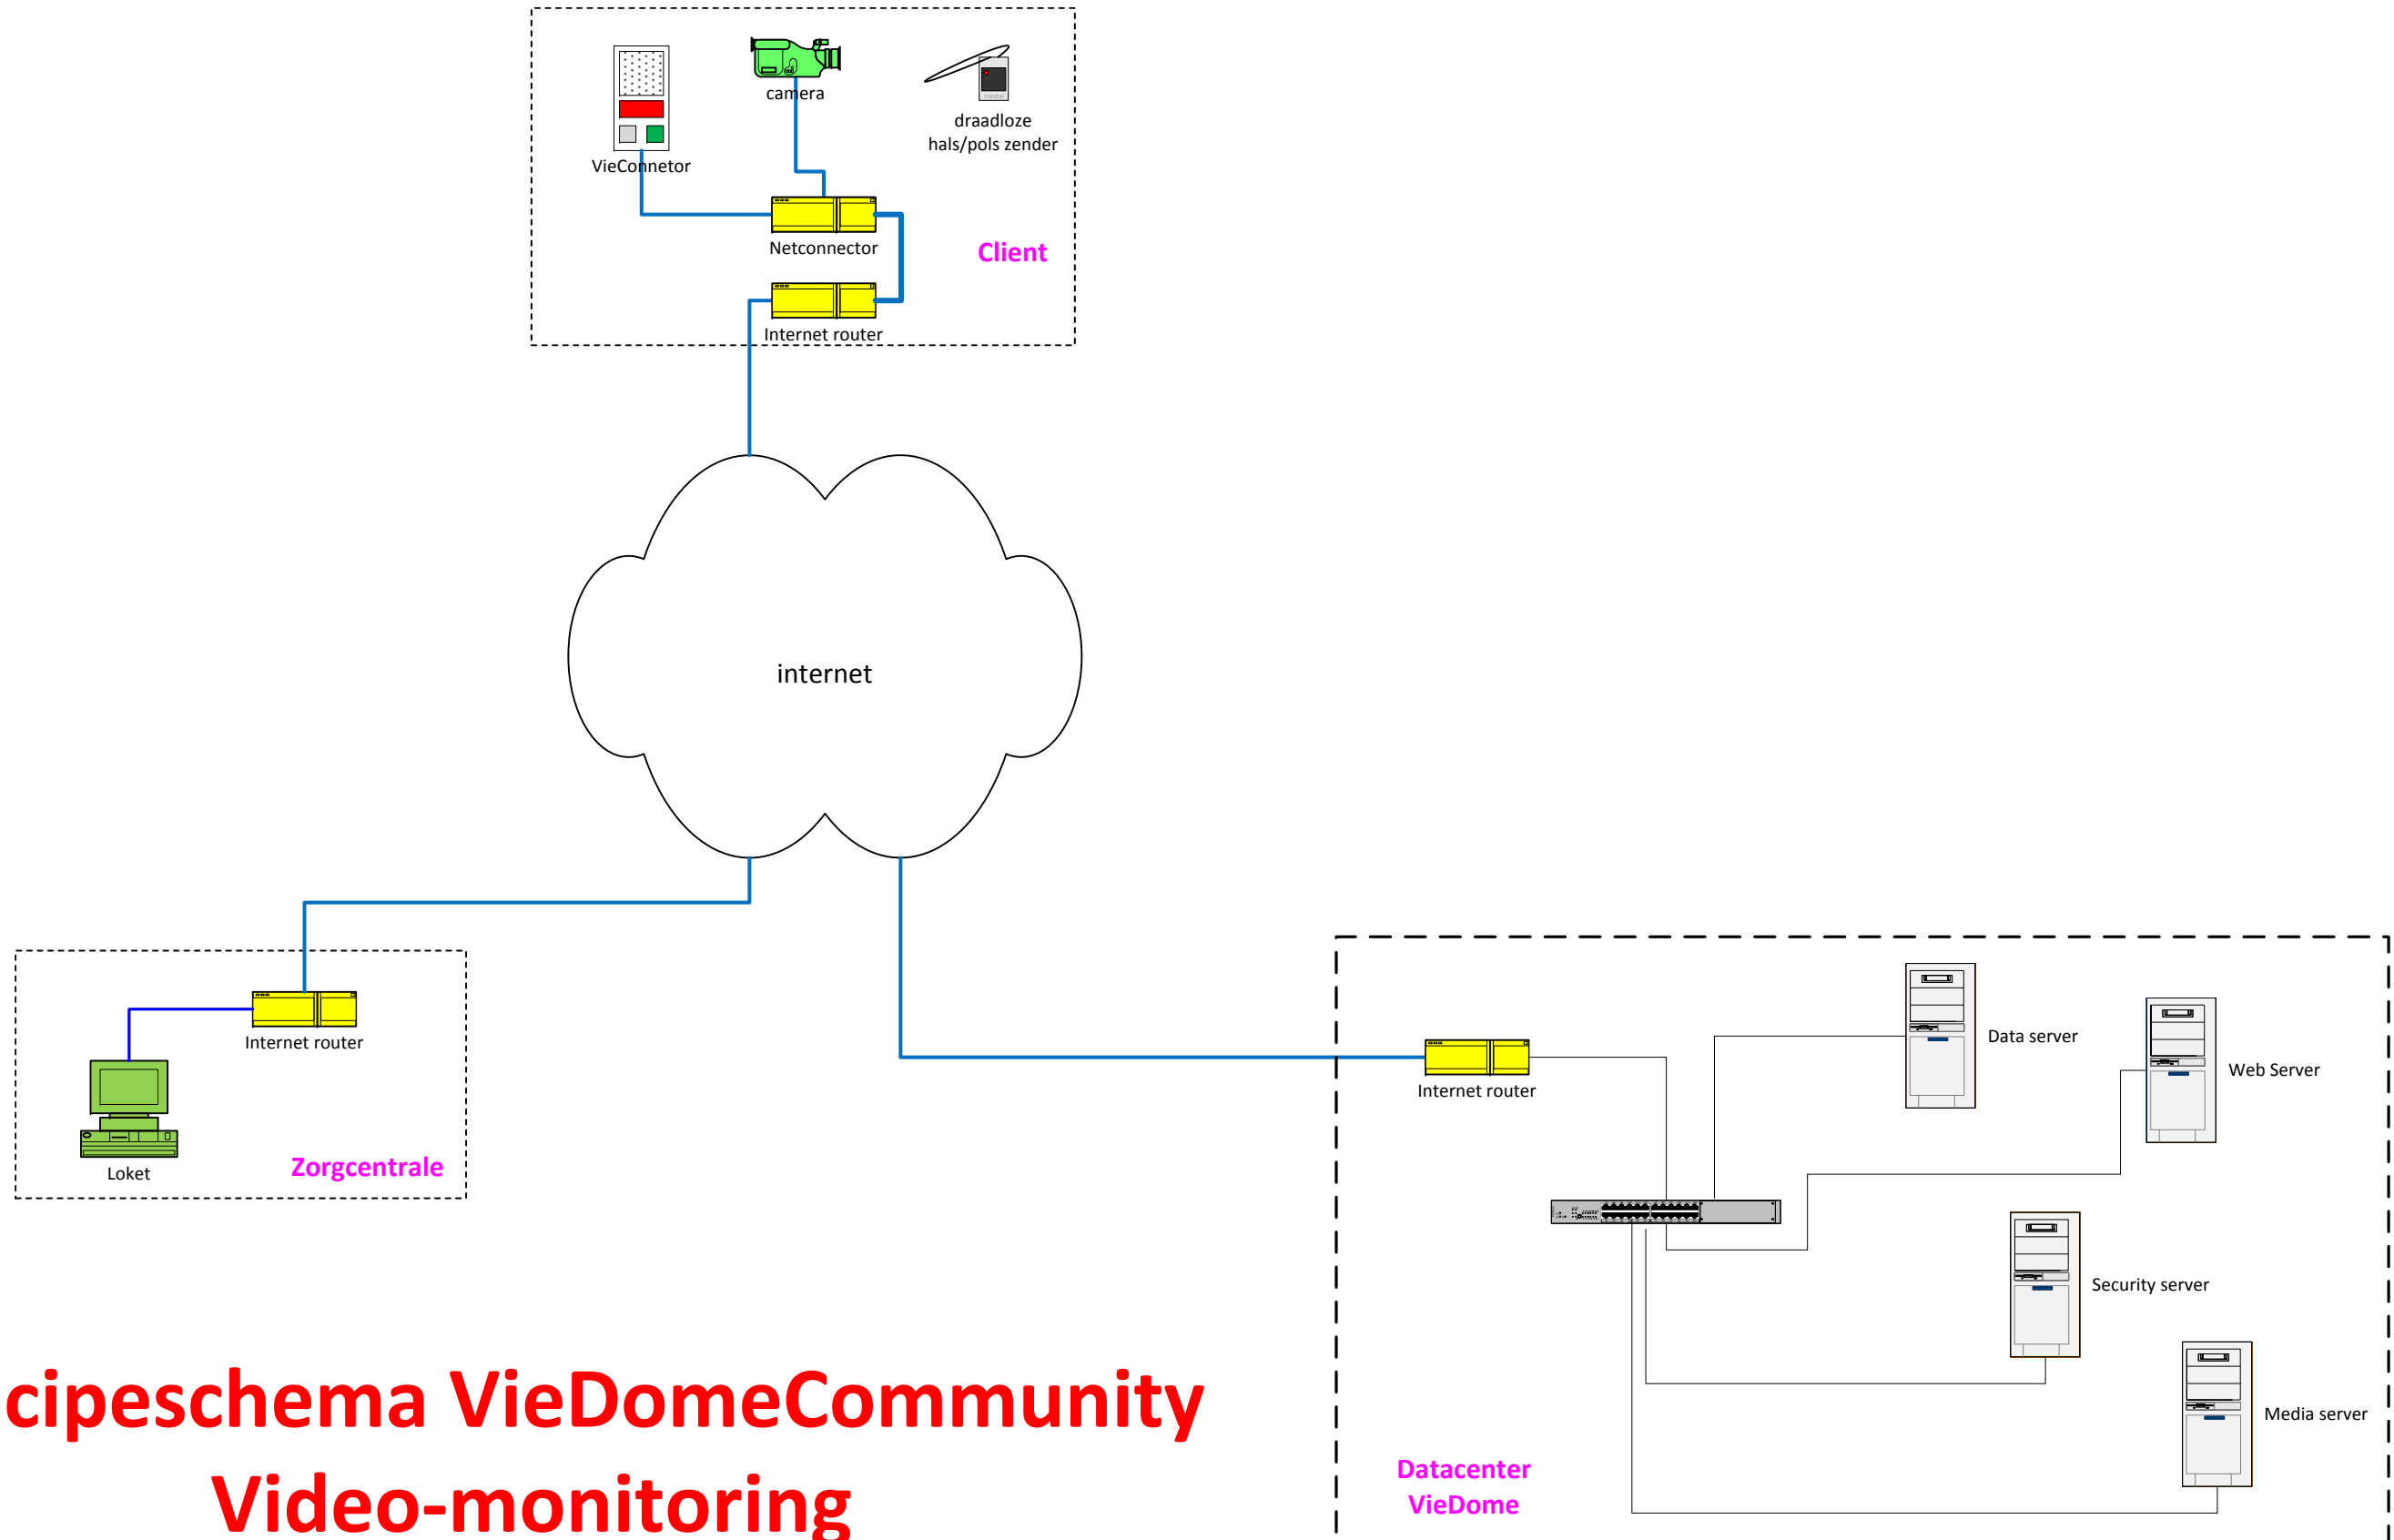 camera
draadloze
hals/pols zender
VieConnetor
Netconnector
Client
Internet router
internet
Internet router
Loket
Zorgcentrale
Internet router
Data server
Web Server
Security server
Media server
Datacenter
VieDome
cipeschema VieDomeCommunity
Video-monitoring